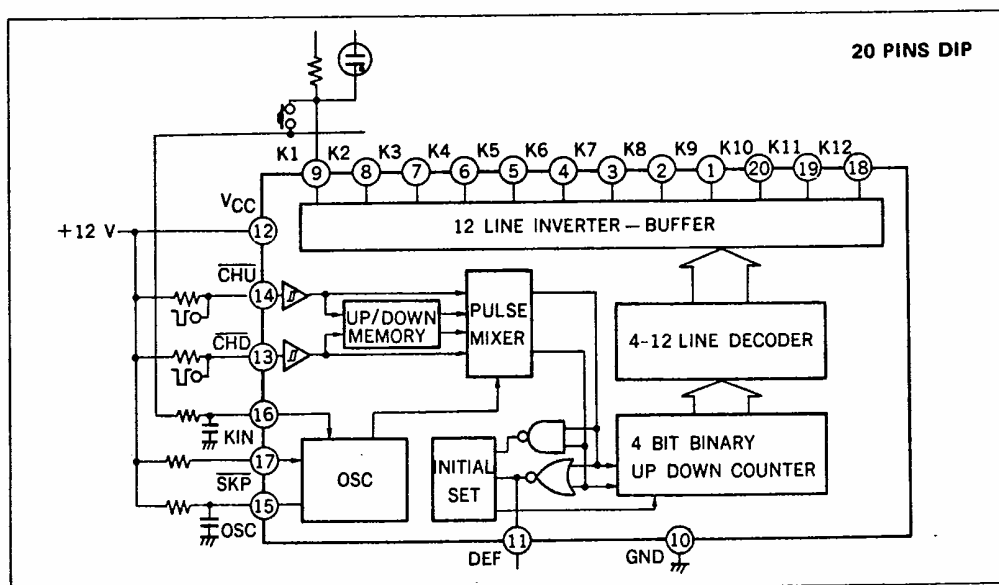 20 PINS DIP
K1 K2 K3 K4 K5 K6 K7 K8 K9 K10 K11 K12
9 8 7 6 5 4 3 2 1 20 19 18
VCC
+12 V
12
12 LINE INVERTER – BUFFER
CHU
14
UP/DOWN
MEMORY
PULSE
MIXER
4-12 LINE DECODER
CHD
13
16
KIN
17
SKP
15
OSC
OSC
INITIAL
SET
4 BIT BINARY
UP DOWN COUNTER
DEF
11
GND
10